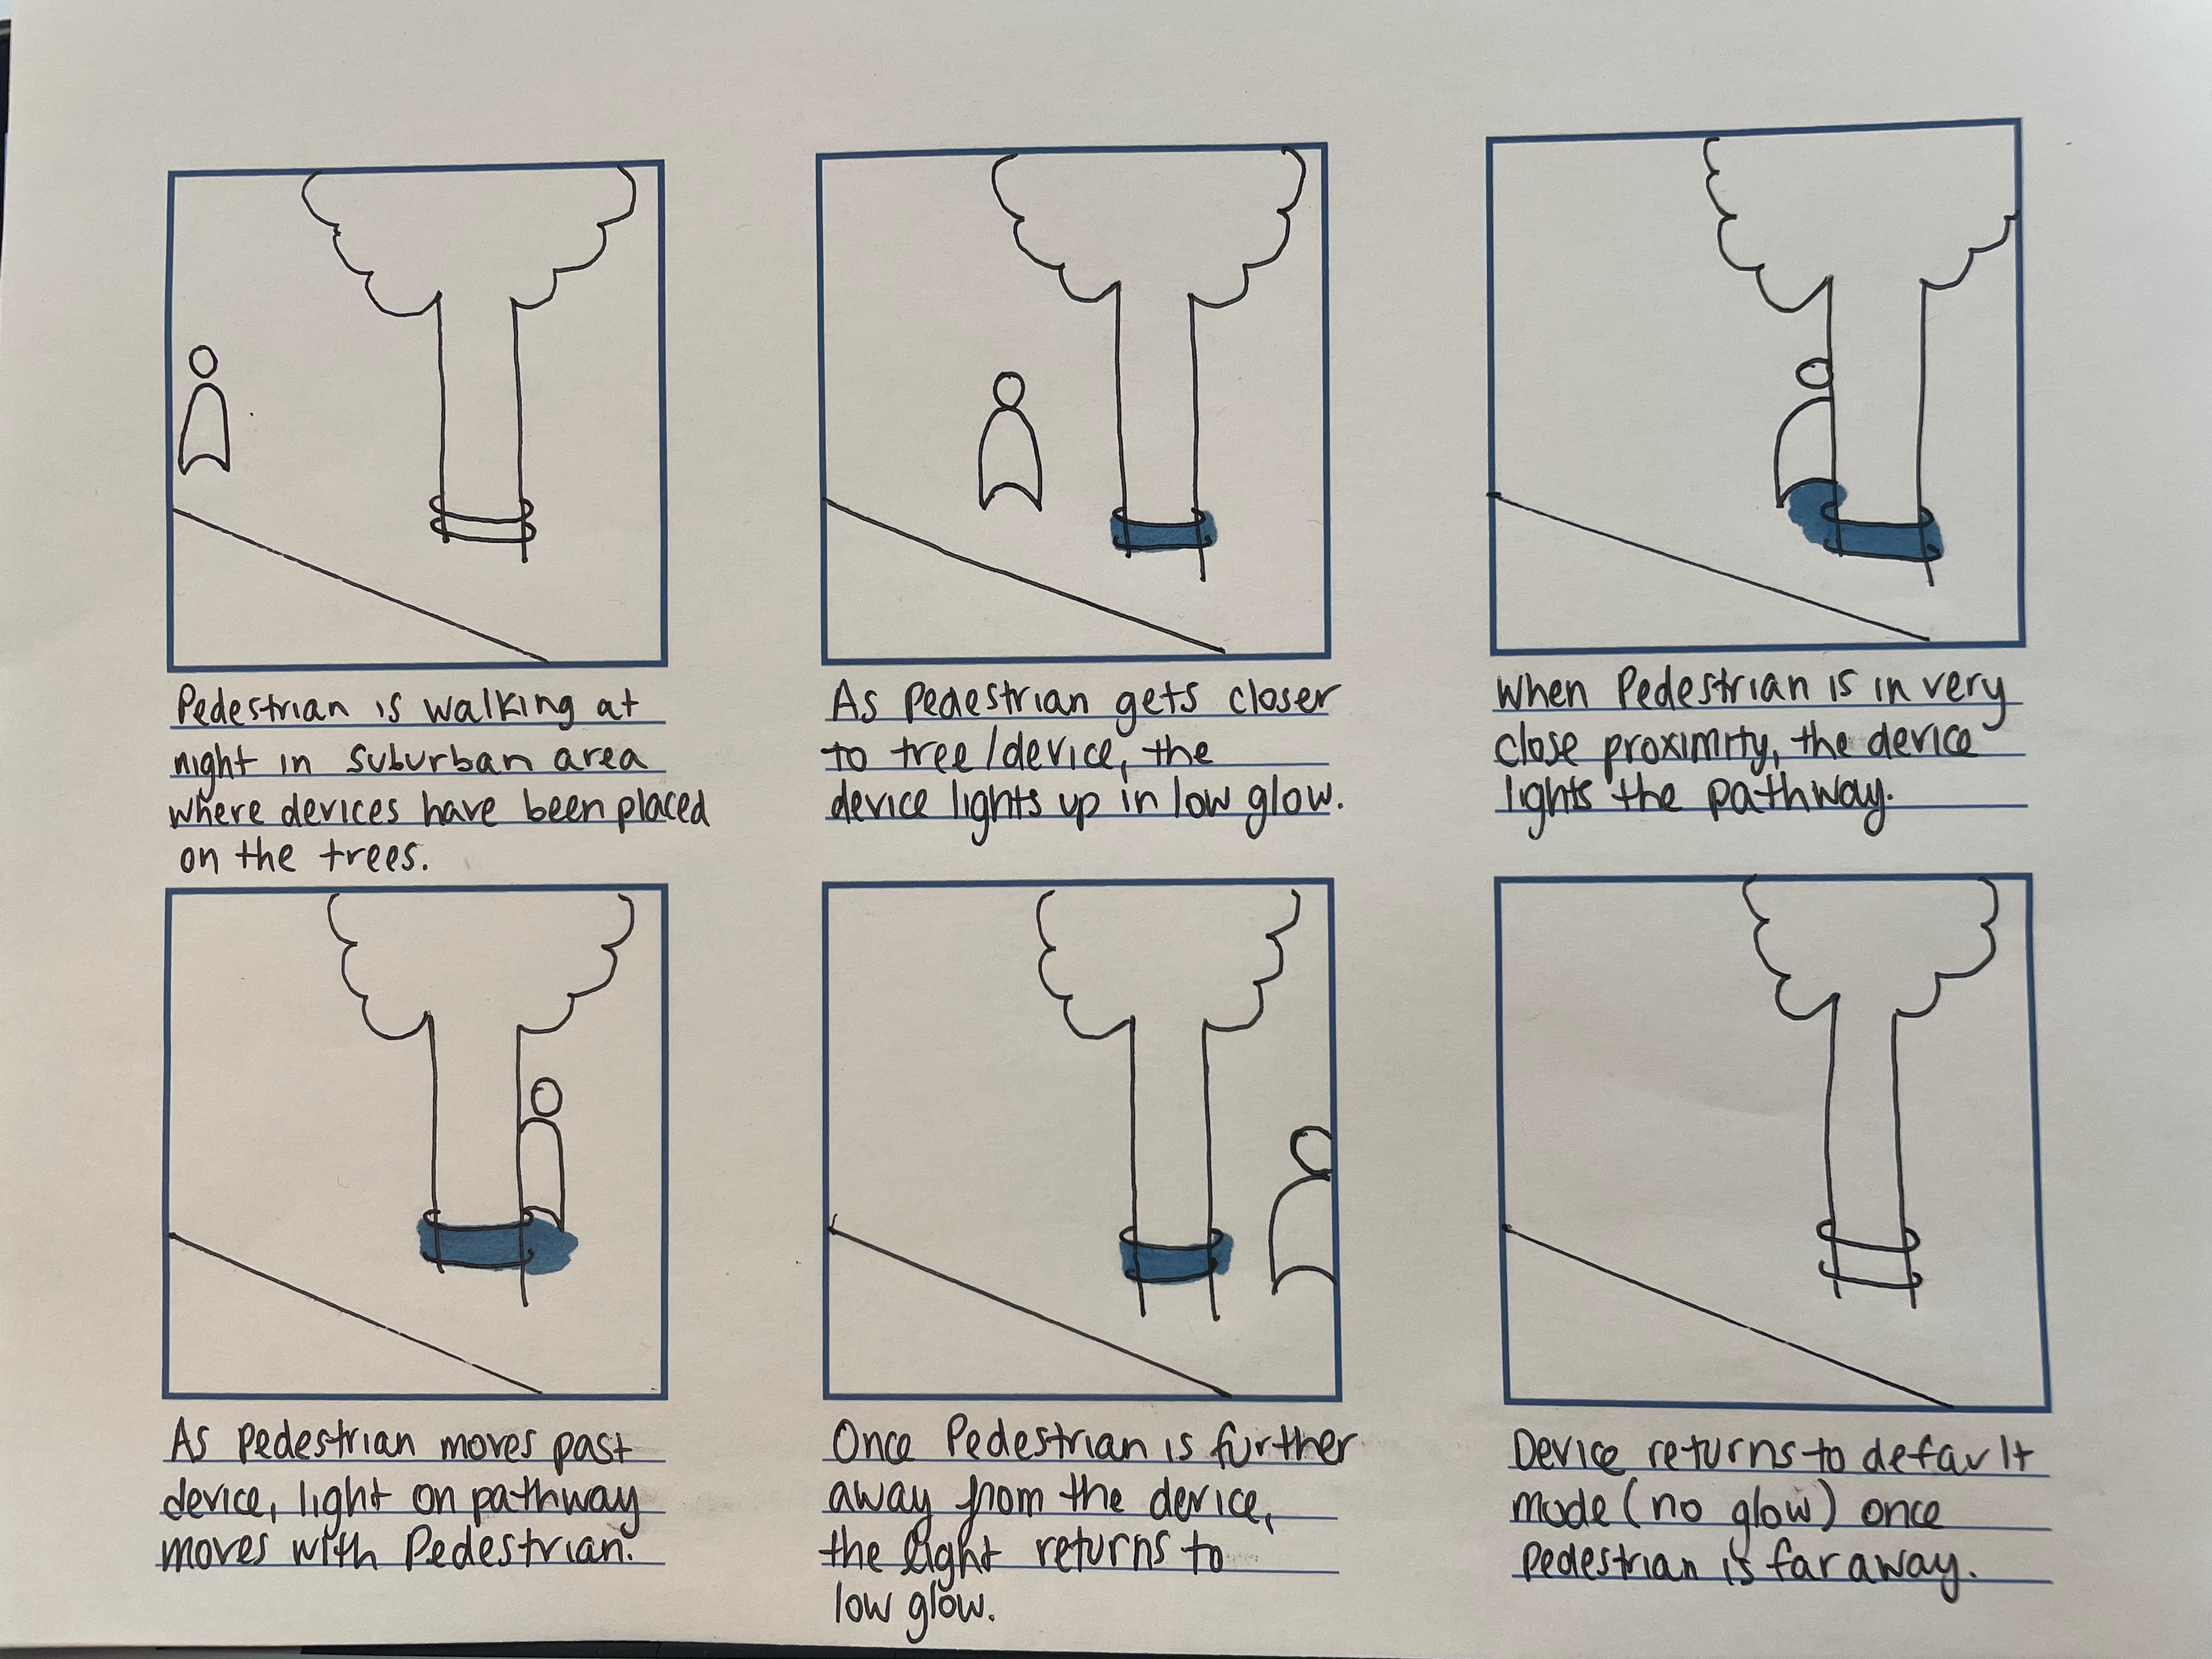 Pedestrian is walking at
night in suburban area
where devices have been placed
on the trees.
As pedestrian gets closer
to tree/device, the
device lights up in low glow.
When Pedestrian is in very
close proximity, the device
lights the pathway.
As pedestrian moves past
device, light on pathway
moves with Pedestrian.
Once Pedestrian is further
away from the device,
the light returns to
low glow.
Device returns to default
mode (no glow) once
pedestrian is far away.